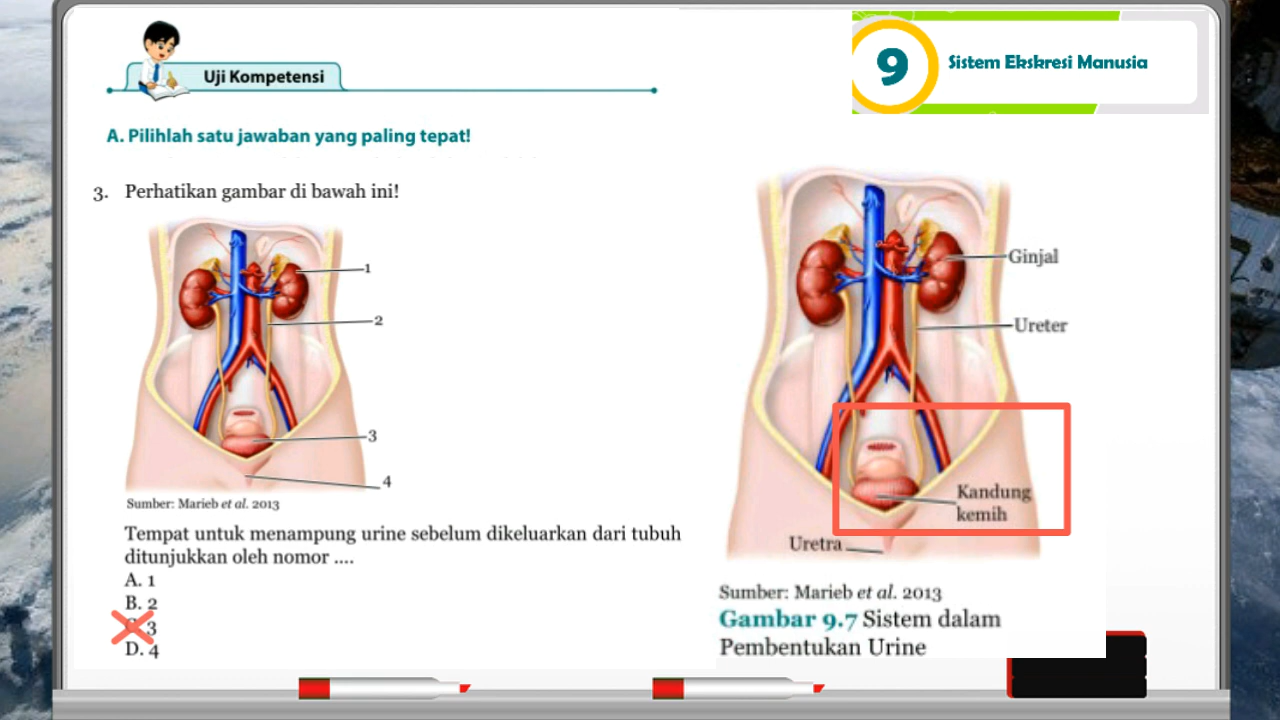 Uji Kompetensi
9
Sistem Ekskresi Manusia
A. Pilihlah satu jawaban yang paling tepat!
3. Perhatikan gambar di bawah ini!
1
2
3
4
Sumber: Marieb et al. 2013
Tempat untuk menampung urine sebelum dikeluarkan dari tubuh
ditunjukkan oleh nomor ....
A. 1
B. 2
C. 3
D. 4
Ginjal
Ureter
Kandung
kemih
Uretra
Sumber: Marieb et al. 2013
Gambar 9.7 Sistem dalam
Pembentukan Urine